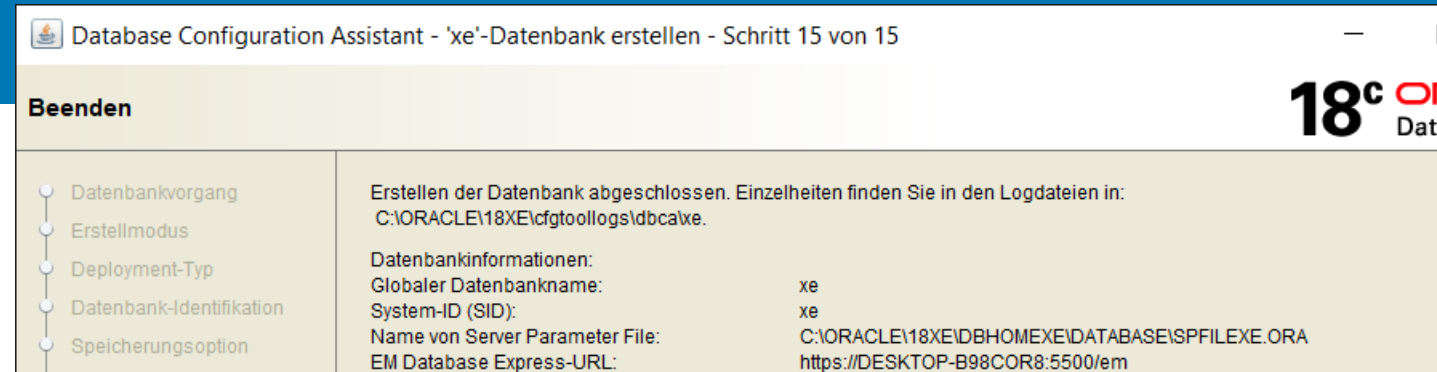 Database Configuration Assistant - 'xe'-Datenbank erstellen - Schritt 15 von 15
Beenden
18c
Datenbankvorgang
Erstellmodus
Deployment-Typ
Datenbank-Identifikation
Speicherungsoption
Erstellen der Datenbank abgeschlossen. Einzelheiten finden Sie in den Logdateien in:
C:\ORACLE\18XE\cfgtoollogs\dbca\xe.
Datenbankinformationen:
Globaler Datenbankname: xe
System-ID (SID): xe
Name von Server Parameter File: C:\ORACLE\18XE\DBHOMEXE\DATABASE\SPFILEXE.ORA
EM Database Express-URL: https://DESKTOP-B98COR8:5500/em